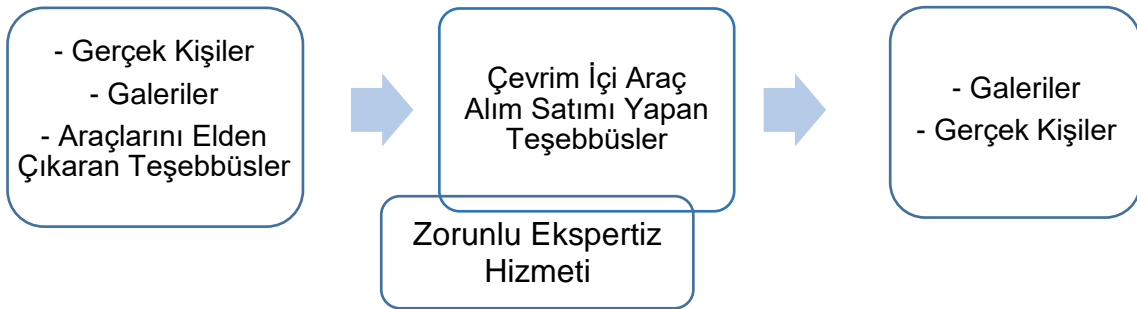 - Gerçek Kişiler
- Galeriler
- Araçlarını Elden
Çıkaran Teşebbüsler
Çevrim İçi Araç
Alım Satımı Yapan
Teşebbüsler
Zorunlu Ekspertiz
Hizmeti
- Galeriler
- Gerçek Kişiler